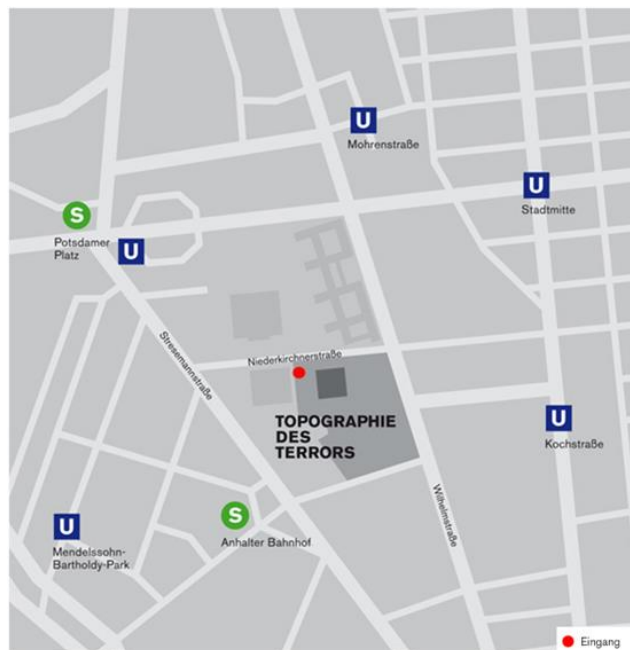 U
Mohrenstraße
U
Stadtmitte
S
Potsdamer
Platz
U
Stresemannstraße
Niederkirchnerstraße
TOPOGRAPHIE
DES
TERRORS
U
Kochstraße
Wilhelmstraße
S
Anhalter Bahnhof
U
Mendelssohn-
Bartholdy-Park
Eingang